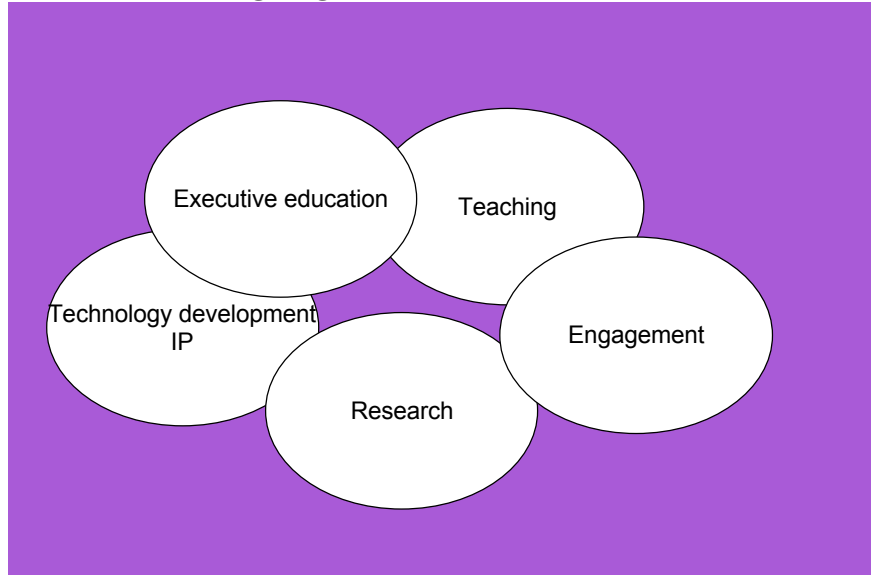 Executive education
Teaching
Technology development
IP
Engagement
Research